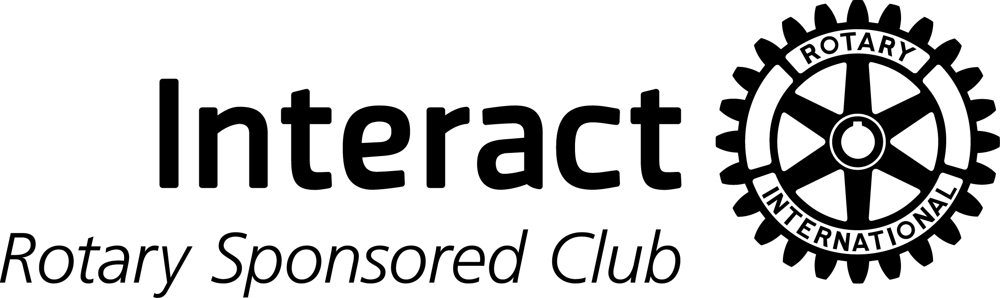 Interact
Rotary Sponsored Club
ROTARY
INTERNATIONAL